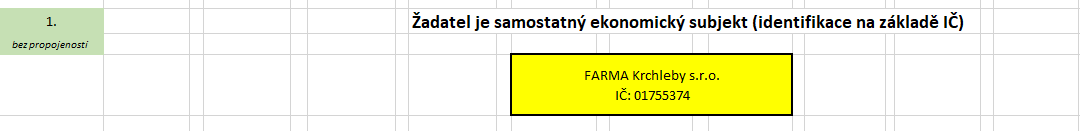 1.
Žadatel je samostatný ekonomický subjekt (identifikace na základě IČ)
bez propojenosti
FARMA Krchleby s.r.o.
IČ: 01755374